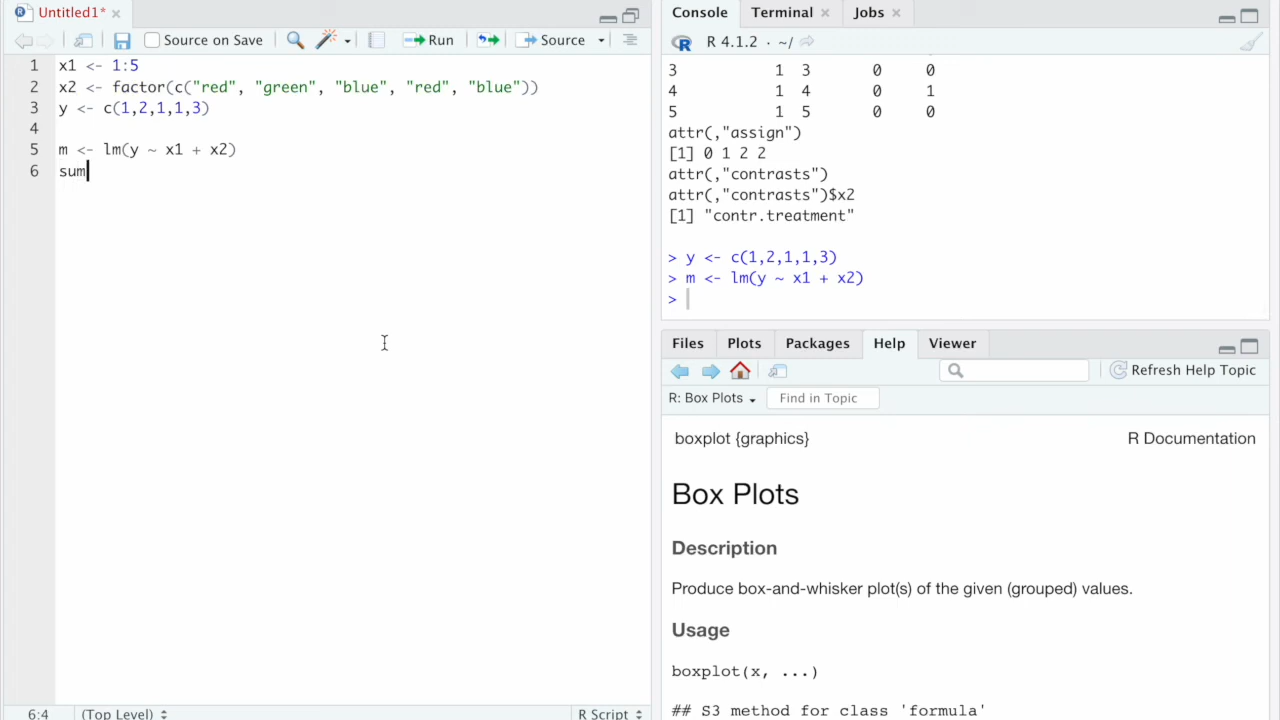 Untitled1*
Source on Save
Run
Source
1 x1 <- 1:5
2 x2 <- factor(c("red", "green", "blue", "red", "blue"))
3 y <- c(1,2,1,1,3)
4
5 m <- lm(y ~ x1 + x2)
6 sum
6:4 (Top Level) R Script
Console Terminal Jobs
R 4.1.2 · ~/
3 1 3 0 0
4 1 4 0 1
5 1 5 0 0
attr(,"assign")
[1] 0 1 2 2
attr(,"contrasts")
attr(,"contrasts")$x2
[1] "contr.treatment"
> y <- c(1,2,1,1,3)
> m <- lm(y ~ x1 + x2)
>
Files Plots Packages Help Viewer
Refresh Help Topic
R: Box Plots Find in Topic
boxplot {graphics} R Documentation
Box Plots
Description
Produce box-and-whisker plot(s) of the given (grouped) values.
Usage
boxplot(x, ...)
## S3 method for class 'formula'